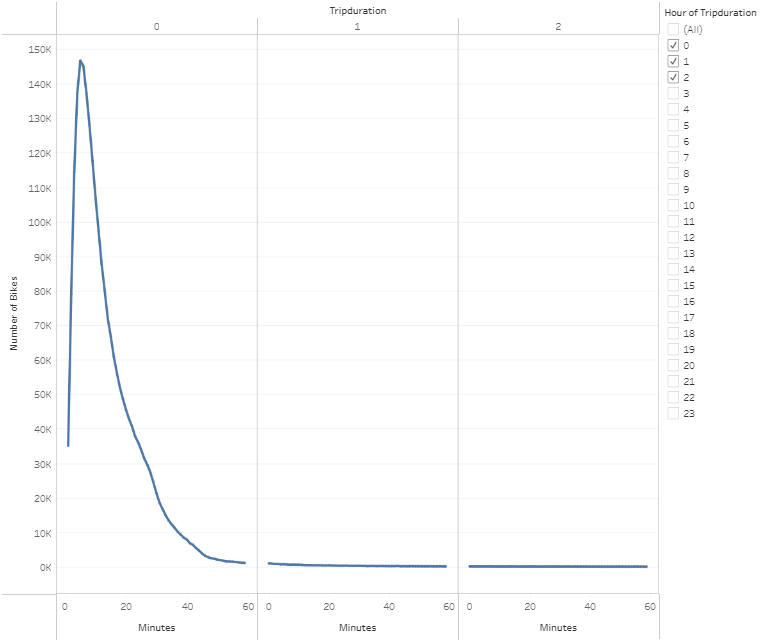 Tripduration
0 1 2
Hour of Tripduration
(All)
0
1
2
3
4
5
6
7
8
9
10
11
12
13
14
15
16
17
18
19
20
21
22
23
Number of Bikes
150K
140K
130K
120K
110K
100K
90K
80K
70K
60K
50K
40K
30K
20K
10K
0K
0 20 40 60 0 20 40 60 0 20 40 60
Minutes Minutes Minutes